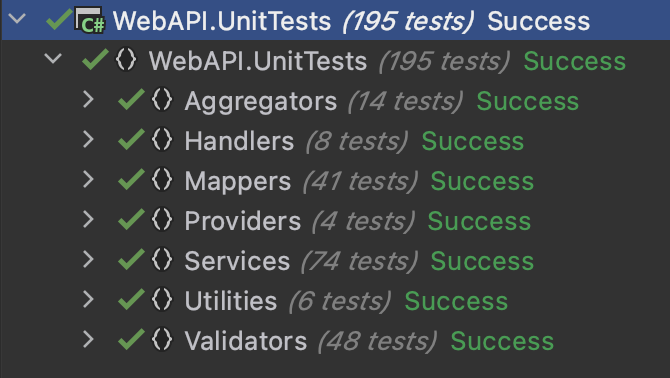 C# WebAPI.UnitTests (195 tests) Success
WebAPI.UnitTests (195 tests) Success
Aggregators (14 tests) Success
Handlers (8 tests) Success
Mappers (41 tests) Success
Providers (4 tests) Success
Services (74 tests) Success
Utilities (6 tests) Success
Validators (48 tests) Success